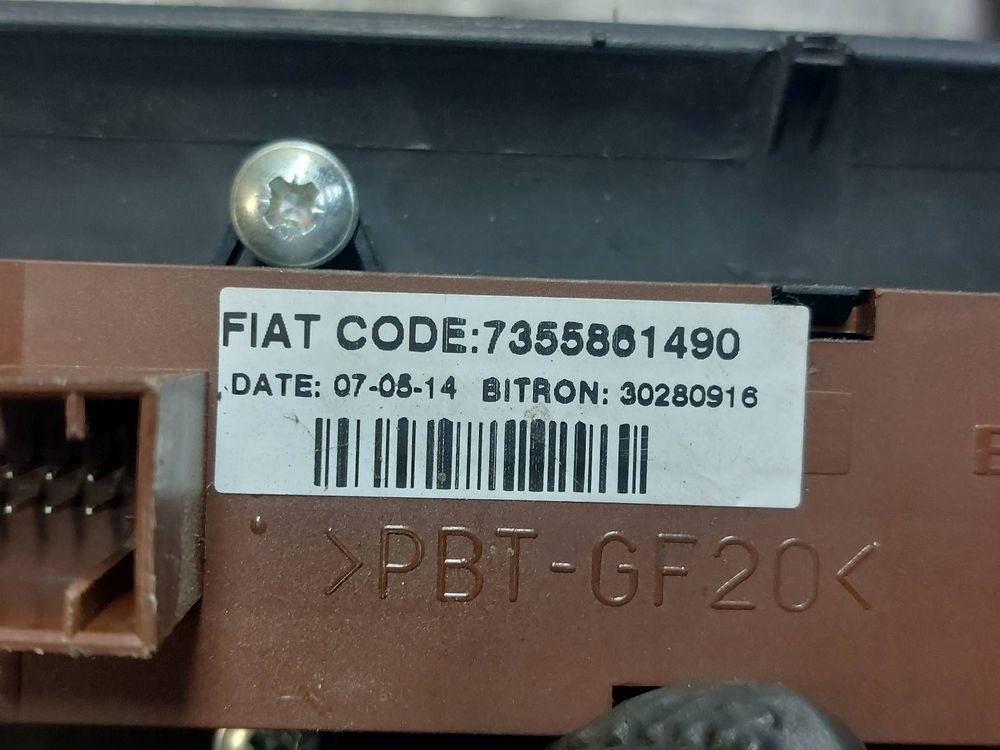 FIAT CODE:7355861490
DATE: 07-05-14 BITRON: 30280916
>PBT-GF20<